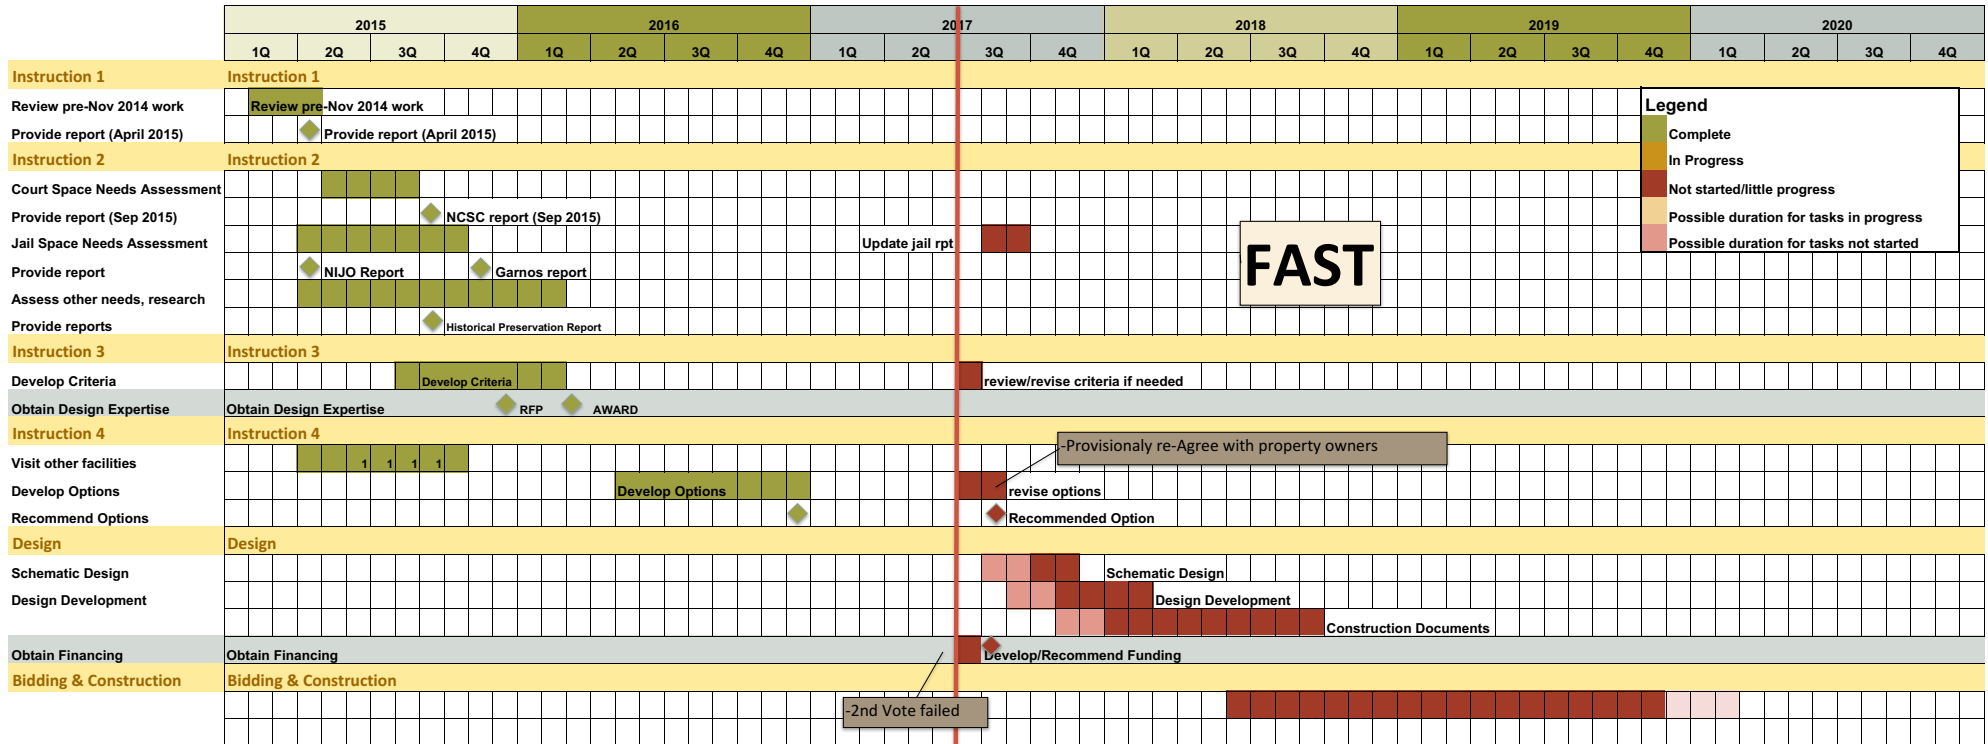 2015 2016 2017 2018 2019 2020
1Q 2Q 3Q 4Q 1Q 2Q 3Q 4Q 1Q 2Q 3Q 4Q 1Q 2Q 3Q 4Q 1Q 2Q 3Q 4Q 1Q 2Q 3Q 4Q
Instruction 1 Instruction 1
Review pre-Nov 2014 work Review pre-Nov 2014 work
Provide report (April 2015) Provide report (April 2015)
Instruction 2 Instruction 2
Court Space Needs Assessment
Provide report (Sep 2015) NCSC report (Sep 2015)
Jail Space Needs Assessment Update jail rpt
Provide report NIJO Report Garnos report
Assess other needs, research
Provide reports Historical Preservation Report
FAST
Legend
Complete
In Progress
Not started/little progress
Possible duration for tasks in progress
Possible duration for tasks not started
Instruction 3 Instruction 3
Develop Criteria Develop Criteria review/revise criteria if needed
Obtain Design Expertise Obtain Design Expertise RFP AWARD
Instruction 4 Instruction 4
-Provisionaly re-Agree with property owners
Visit other facilities 1 1 1 1
Develop Options Develop Options revise options
Recommend Options Recommended Option
Design Design
Schematic Design Schematic Design
Design Development Design Development
Construction Documents
Obtain Financing Obtain Financing Develop/Recommend Funding
Bidding & Construction Bidding & Construction
-2nd Vote failed